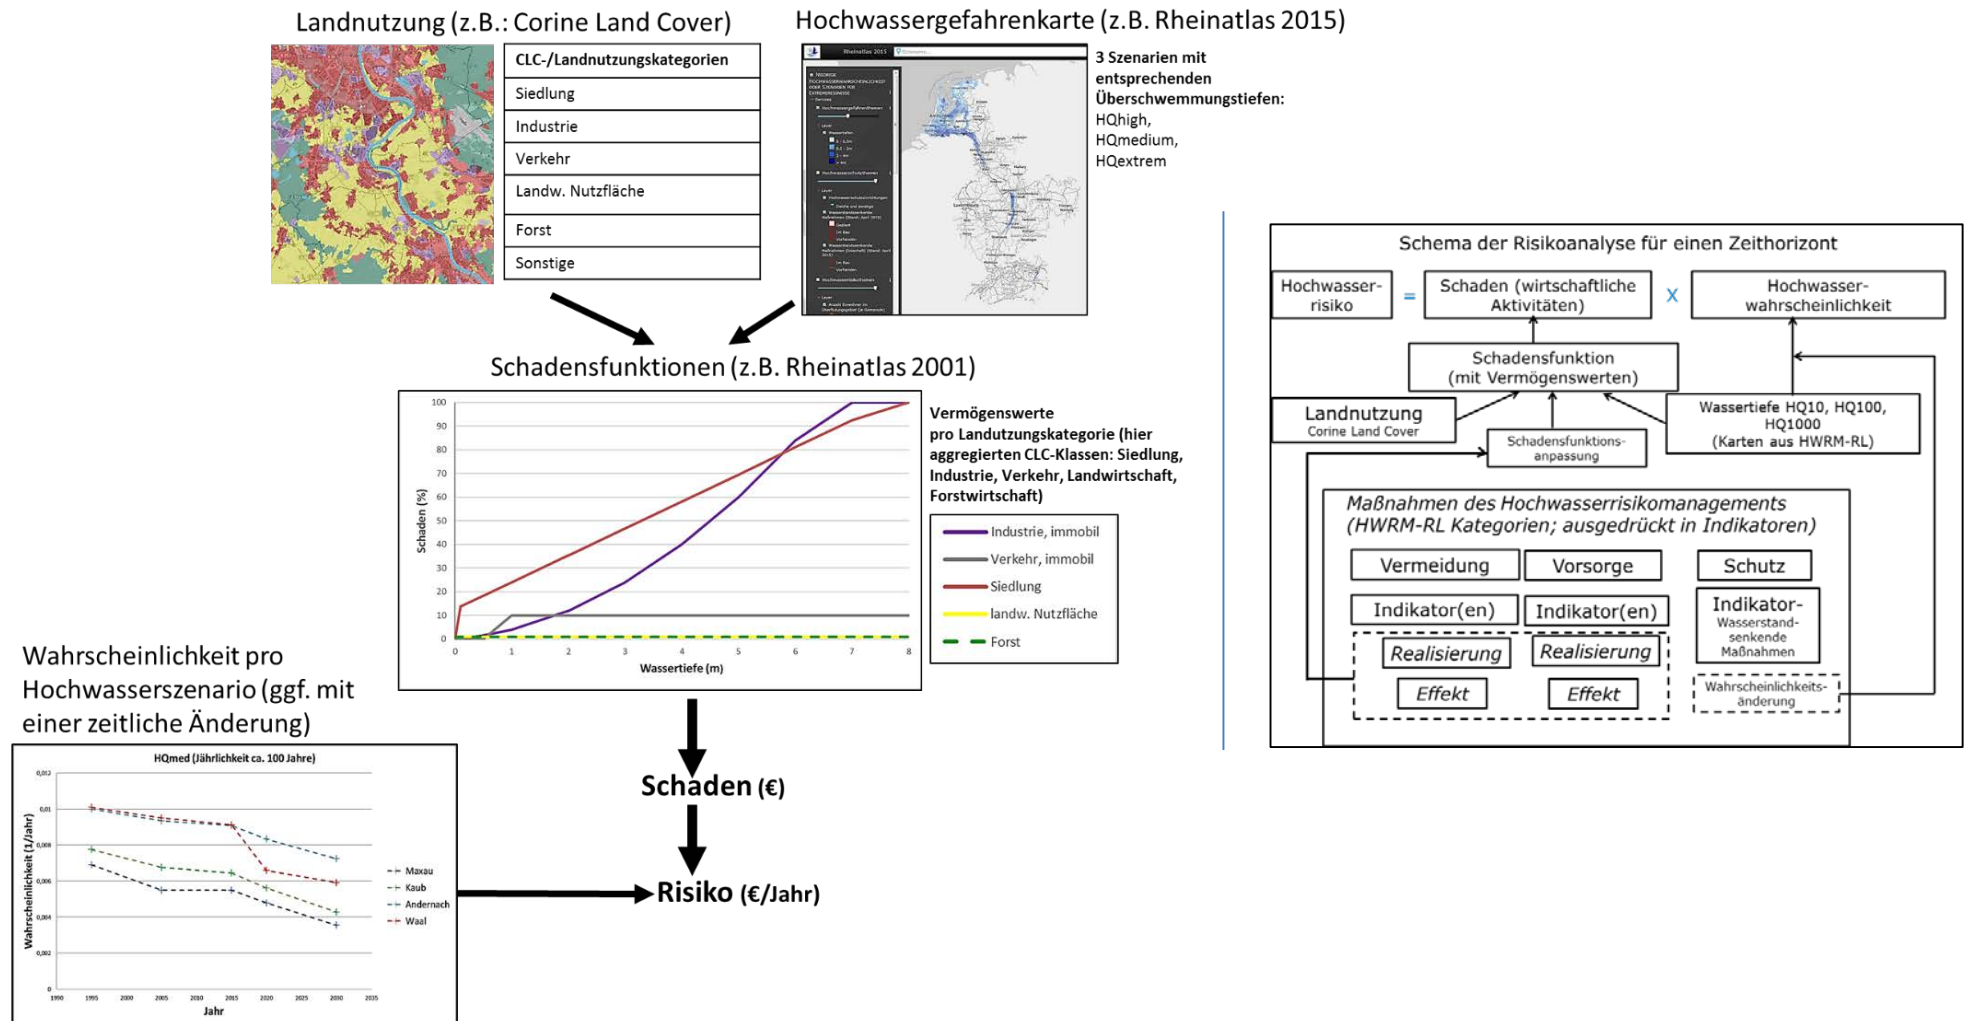 Landnutzung (z.B.: Corine Land Cover)
CLC-/Landnutzungskategorien
Siedlung
Industrie
Verkehr
Landw. Nutzfläche
Forst
Sonstige
Hochwassergefahrenkarte (z.B. Rheinatlas 2015)
Rheinatlas 2015
3 Szenarien mit
entsprechenden
Überschwemmungstiefen:
HQhigh,
HQmedium,
HQextrem
Schadensfunktionen (z.B. Rheinatlas 2001)
Schaden (%)
100
90
80
70
60
50
40
30
20
10
0
0 1 2 3 4 5 6 7 8
Wassertiefe (m)
Vermögenswerte
pro Landutzungskategorie (hier
aggregierten CLC-Klassen: Siedlung,
Industrie, Verkehr, Landwirtschaft,
Forstwirtschaft)
Industrie, immobil
Verkehr, immobil
Siedlung
landw. Nutzfläche
Forst
Wahrscheinlichkeit pro
Hochwasserszenario (ggf. mit
einer zeitliche Änderung)
HQmed (Jährlichkeit ca. 100 Jahre)
Wahrscheinlichkeit (1/Jahr)
0,012
0,01
0,008
0,006
0,004
0,002
0
1990 1995 2000 2005 2010 2015 2020 2025 2030 2035
Jahr
Maxau
Kaub
Andernach
Waal
Schaden (€)
Risiko (€/Jahr)
Schema der Risikoanalyse für einen Zeithorizont
Hochwasser-
risiko
=
Schaden (wirtschaftliche
Aktivitäten)
X
Hochwasser-
wahrscheinlichkeit
Schadensfunktion
(mit Vermögenswerten)
Landnutzung
Corine Land Cover
Schadensfunktions-
anpassung
Wassertiefe HQ10, HQ100,
HQ1000
(Karten aus HWRM-RL)
Maßnahmen des Hochwasserrisikomanagements
(HWRM-RL Kategorien; ausgedrückt in Indikatoren)
Vermeidung
Vorsorge
Schutz
Indikator(en)
Indikator(en)
Indikator-
Wasserstand-
senkende
Maßnahmen
Realisierung
Realisierung
Effekt
Effekt
Wahrscheinlichkeits-
änderung